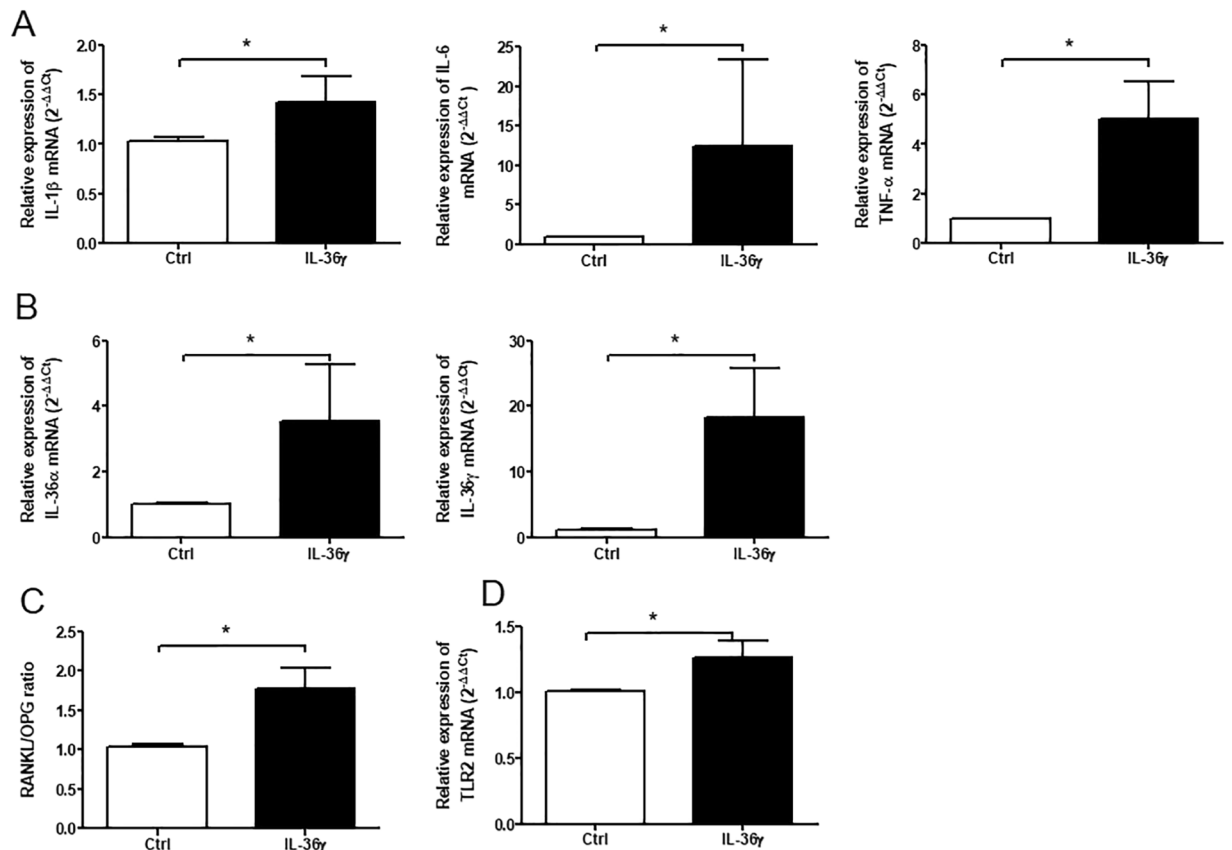 A
Relative expression of
IL-1β mRNA (2^-ΔΔCt)
2.0
1.5
1.0
0.5
0.0
*
Ctrl
IL-36γ
Relative expression of IL-6
mRNA (2^-ΔΔCt)
25
20
15
10
5
0
*
Ctrl
IL-36γ
Relative expression of
TNF-α mRNA (2^-ΔΔCt)
8
6
4
2
0
*
Ctrl
IL-36γ
B
Relative expression of
IL-36α mRNA (2^-ΔΔCt)
6
4
2
0
*
Ctrl
IL-36γ
Relative expression of
IL-36γ mRNA (2^-ΔΔCt)
30
20
10
0
*
Ctrl
IL-36γ
C
RANKL/OPG ratio
2.5
2.0
1.5
1.0
0.5
0.0
*
Ctrl
IL-36γ
D
Relative expression of
TLR2 mRNA (2^-ΔΔCt)
1.5
1.0
0.5
0.0
*
Ctrl
IL-36γ